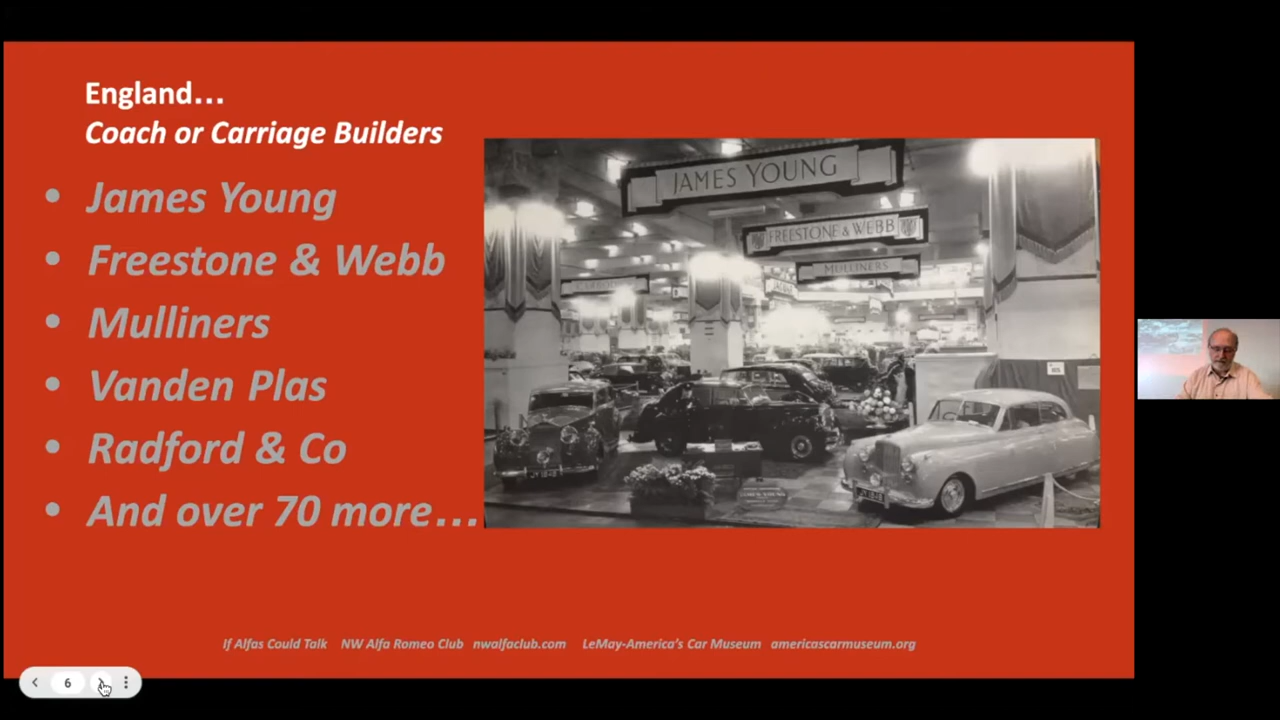 England...
Coach or Carriage Builders
• James Young
• Freestone & Webb
• Mulliners
• Vanden Plas
• Radford & Co
• And over 70 more...
JAMES YOUNG
FREESTONE & WEBB
MULLINERS
If Alfas Could Talk NW Alfa Romeo Club nwalfaclub.com LeMay-America's Car Museum americascarmuseum.org
6